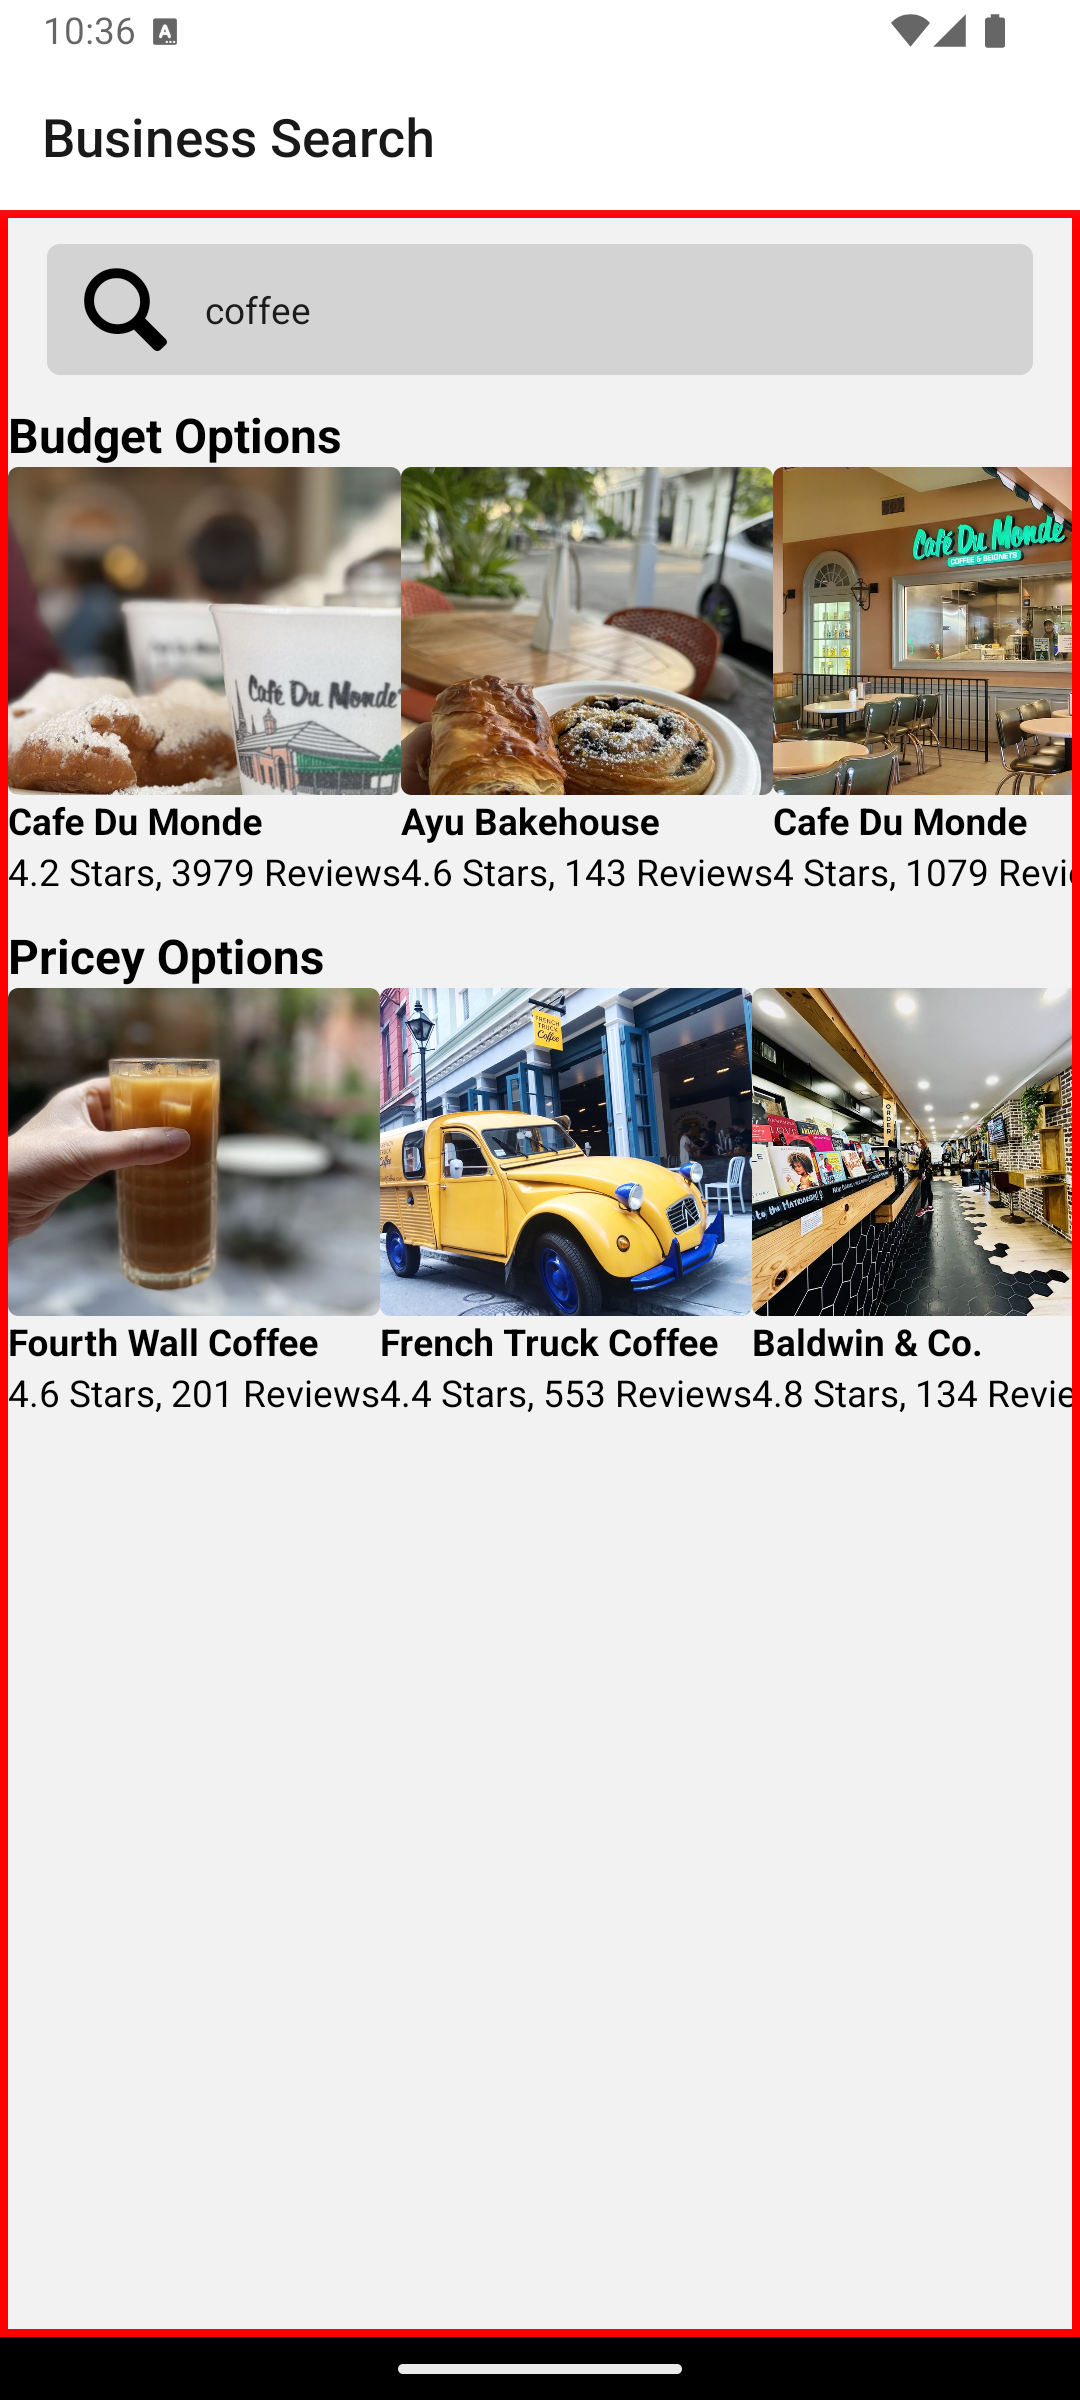 10:36
Business Search
coffee
Budget Options
Café Du Monde
Café Du Monde
COFFEE & BEIGNETS
Cafe Du Monde
Ayu Bakehouse
Cafe Du Monde
4.2 Stars, 3979 Reviews
4.6 Stars, 143 Reviews
4 Stars, 1079 Revi
Pricey Options
FRENCH
TRUCK
Coffee
ORDER
Fourth Wall Coffee
French Truck Coffee
Baldwin & Co.
4.6 Stars, 201 Reviews
4.4 Stars, 553 Reviews
4.8 Stars, 134 Revie